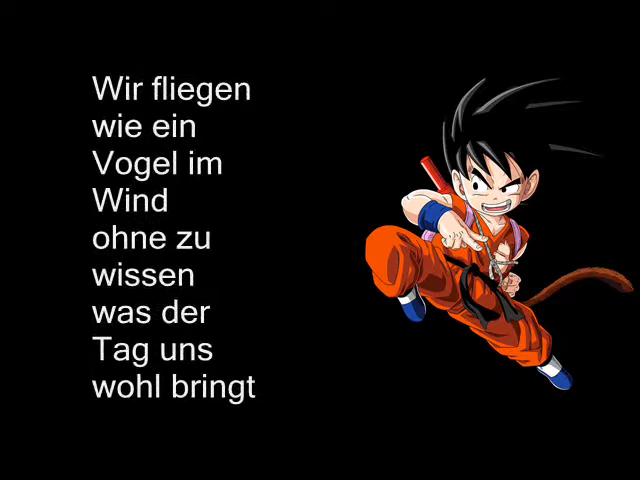 Wir fliegen
wie ein
Vogel im
Wind
ohne zu
wissen
was der
Tag uns
wohl bringt